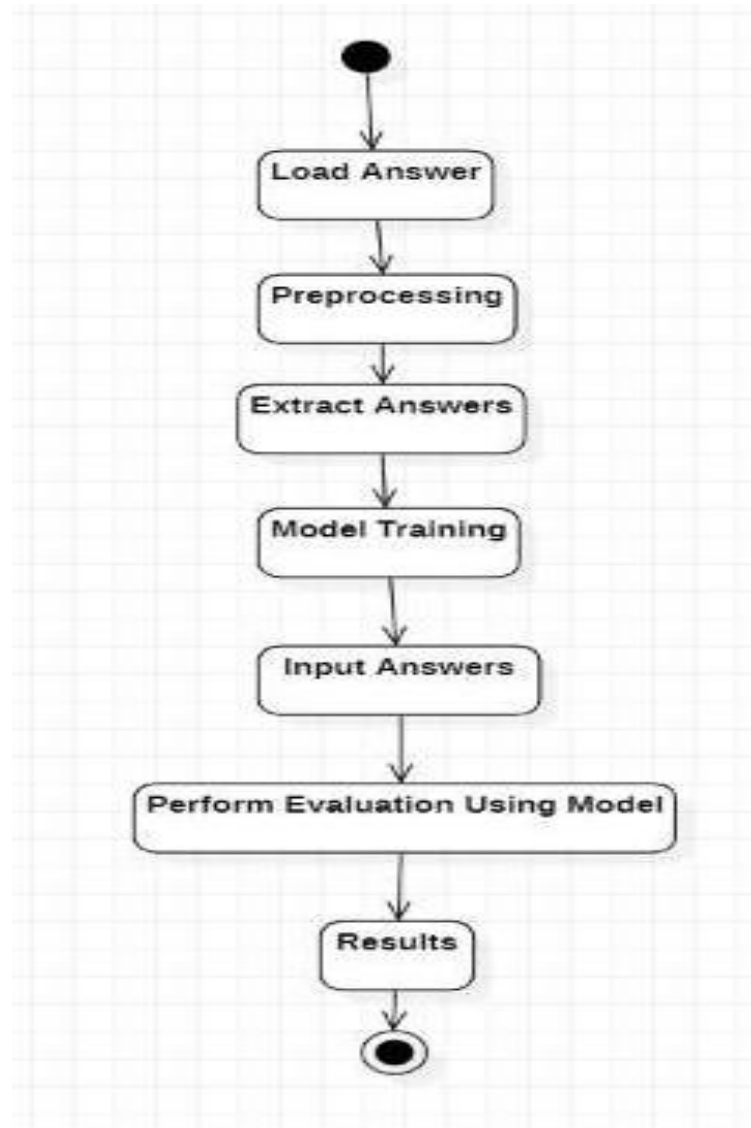 Load Answer
Preprocessing
Extract Answers
Model Training
Input Answers
Perform Evaluation Using Model
Results